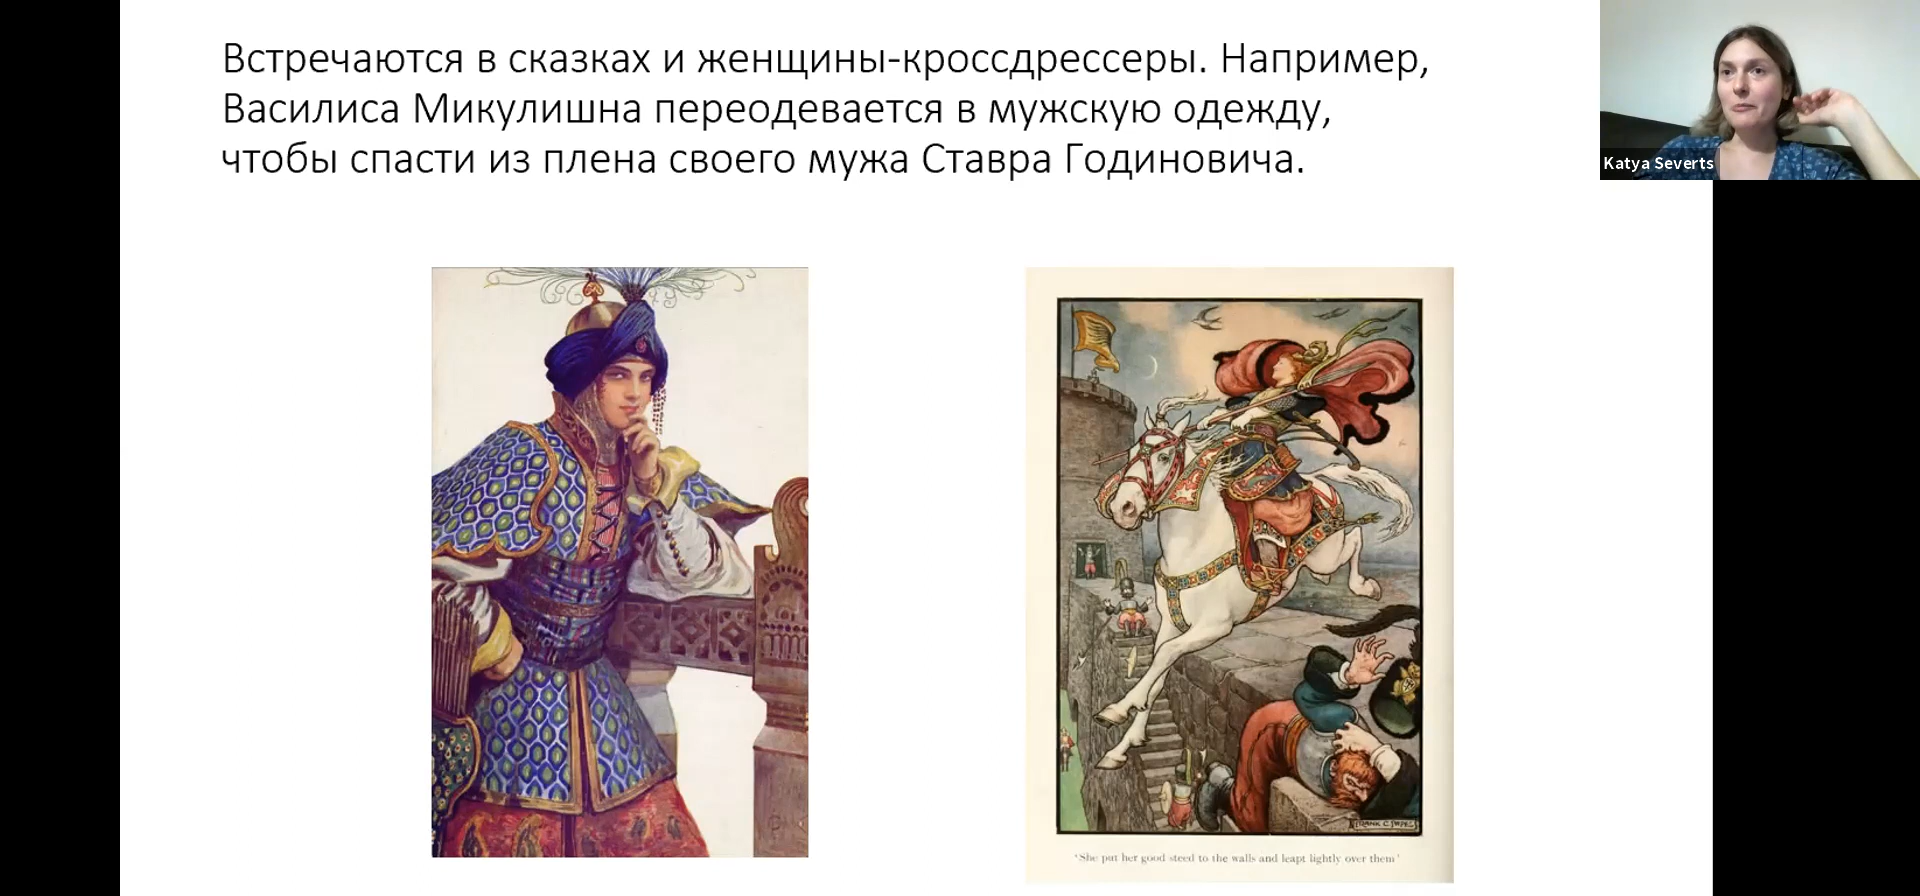 Встречаются в сказках и женщины-кроссдрессеры. Например,
Василиса Микулишна переодевается в мужскую одежду,
чтобы спасти из плена своего мужа Ставра Годиновича.
Katya Severts
'She put her good steed to the walls and leapt lightly over them'